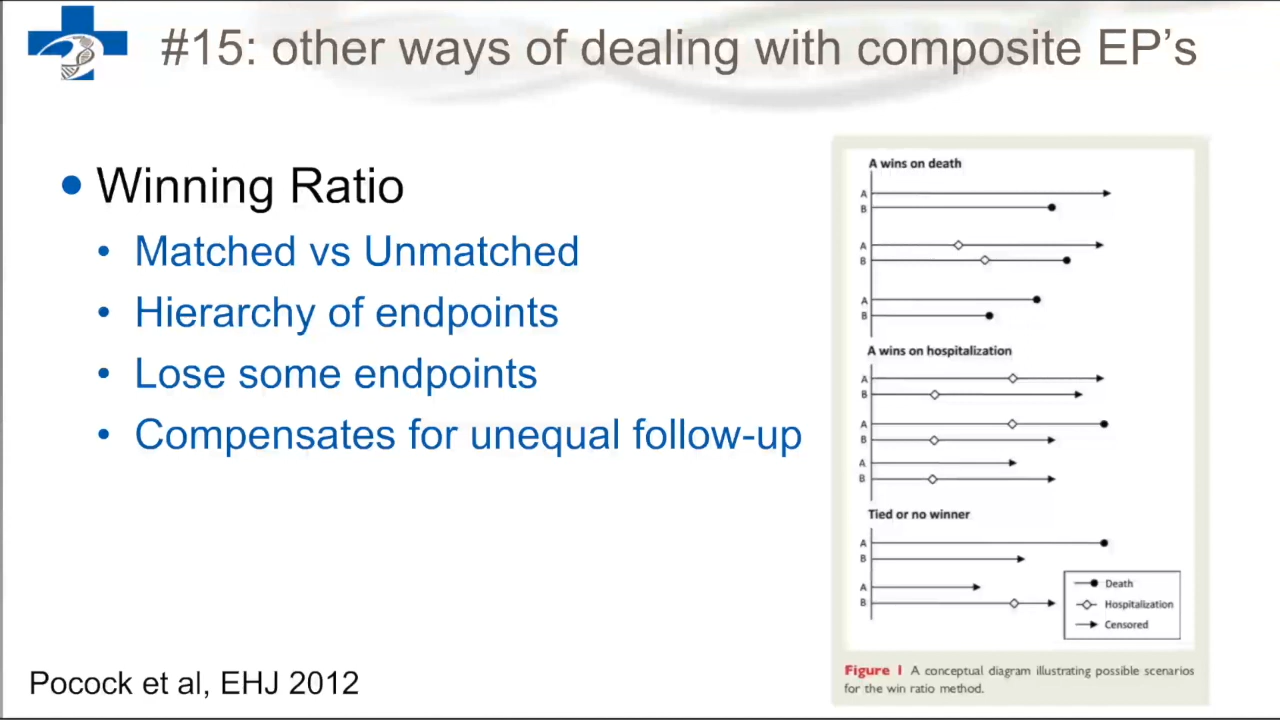 #15: other ways of dealing with composite EP's
• Winning Ratio
• Matched vs Unmatched
• Hierarchy of endpoints
• Lose some endpoints
• Compensates for unequal follow-up
Pocock et al, EHJ 2012
A wins on death
A
B
A
B
A
B
A wins on hospitalization
A
B
A
B
A
B
Tied or no winner
A
B
A
B
Death
Hospitalization
Censored
Figure 1 A conceptual diagram illustrating possible scenarios
for the win ratio method.